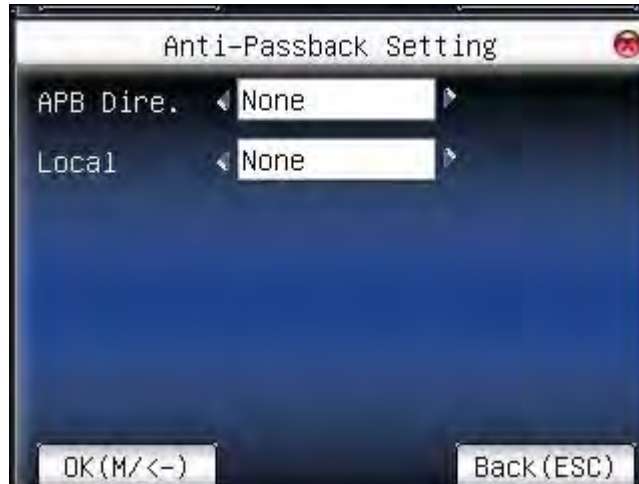 Anti-Passback Setting
APB Dire. None
Local None
OK(M/<-) Back(ESC)